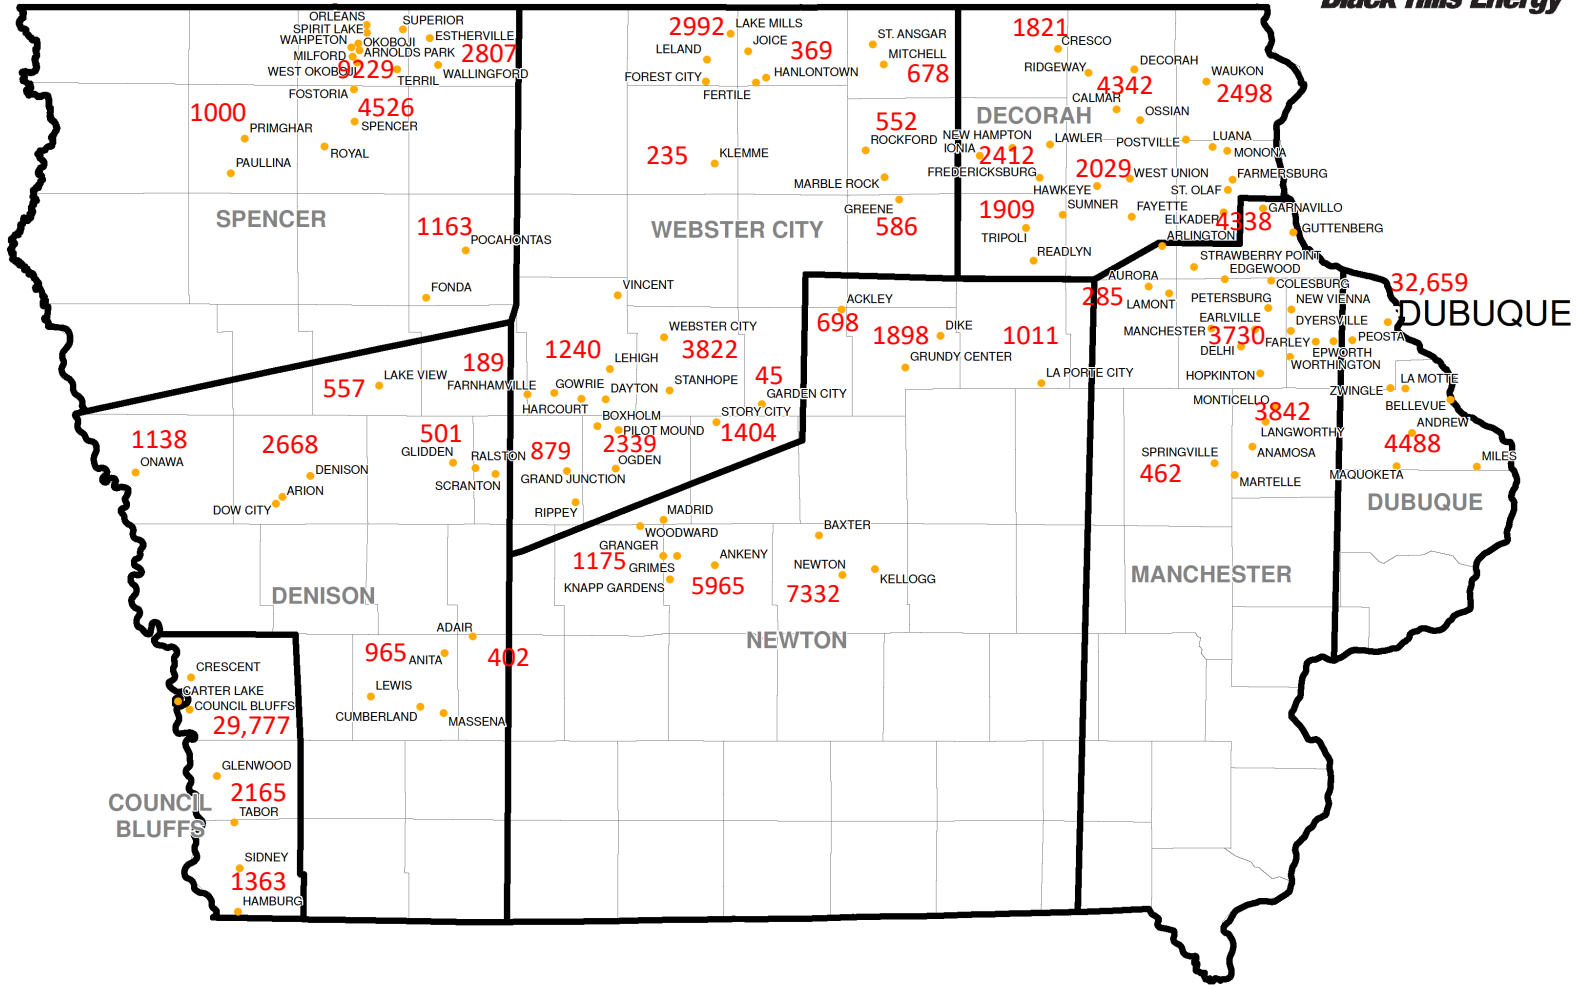 Black Hills Energy
ORLEANS
SUPERIOR
SPIRIT LAKE
ESTHERVILLE
WAHPETON
OKOBOJI
ARNOLDS PARK
2807
MILFORD
WEST OKOBOJI
9229
TERRIL
WALLINGFORD
FOSTORIA
4526
SPENCER
1000
PRIMGHAR
ROYAL
PAULLINA
SPENCER
1163
POCAHONTAS
FONDA
2992
LAKE MILLS
JOICE
369
LELAND
FOREST CITY
HANLONTOWN
FERTILE
ST. ANSGAR
MITCHELL
678
552
ROCKFORD
235
KLEMME
MARBLE ROCK
GREENE
586
WEBSTER CITY
1821
CRESCO
RIDGEWAY
DECORAH
4342
WAUKON
2498
CALMAR
OSSIAN
DECORAH
NEW HAMPTON
LAWLER
POSTVILLE
LUANA
MONONA
IONIA
2412
FREDERICKSBURG
2029
WEST UNION
FARMERSBURG
HAWKEYE
ST. OLAF
1909
SUMNER
FAYETTE
ELKADER
4338
GARNAVILLO
GUTTENBERG
TRIPOLI
READLYN
ARLINGTON
VINCENT
WEBSTER CITY
1240
LEHIGH
3822
189
FARNHAMVILLE
GOWRIE
DAYTON
STANHOPE
45
GARDEN CITY
HARCOURT
BOXHOLM
STORY CITY
PILOT MOUND
1404
2339
OGDEN
879
GRAND JUNCTION
RIPPEY
557
LAKE VIEW
1138
ONAWA
2668
DENISON
ARION
DOW CITY
501
GLIDDEN
RALSTON
SCRANTON
DENISON
ADAIR
965
ANITA
402
LEWIS
CUMBERLAND
MASSENA
CRESCENT
CARTER LAKE
COUNCIL BLUFFS
29,777
GLENWOOD
2165
TABOR
COUNCIL
BLUFFS
SIDNEY
1363
HAMBURG
ACKLEY
698
1898
DIKE
GRUNDY CENTER
1011
LA PORTE CITY
MADRID
WOODWARD
GRANGER
1175
GRIMES
KNAPP GARDENS
ANKENY
5965
BAXTER
NEWTON
7332
KELLOGG
NEWTON
STRAWBERRY POINT
AURORA
EDGEWOOD
COLESBURG
285
LAMONT
PETERSBURG
NEW VIENNA
EARLVILLE
DYERSVILLE
MANCHESTER
3730
FARLEY
PEOSTA
DELHI
EPWORTH
WORTHINGTON
HOPKINTON
MONTICELLO
3842
LANGWORTHY
ANAMOSA
SPRINGVILLE
462
MARTELLE
MANCHESTER
32,659
DUBUQUE
ZWINGLE
LA MOTTE
BELLEVUE
ANDREW
4488
MAQUOKETA
MILES
DUBUQUE